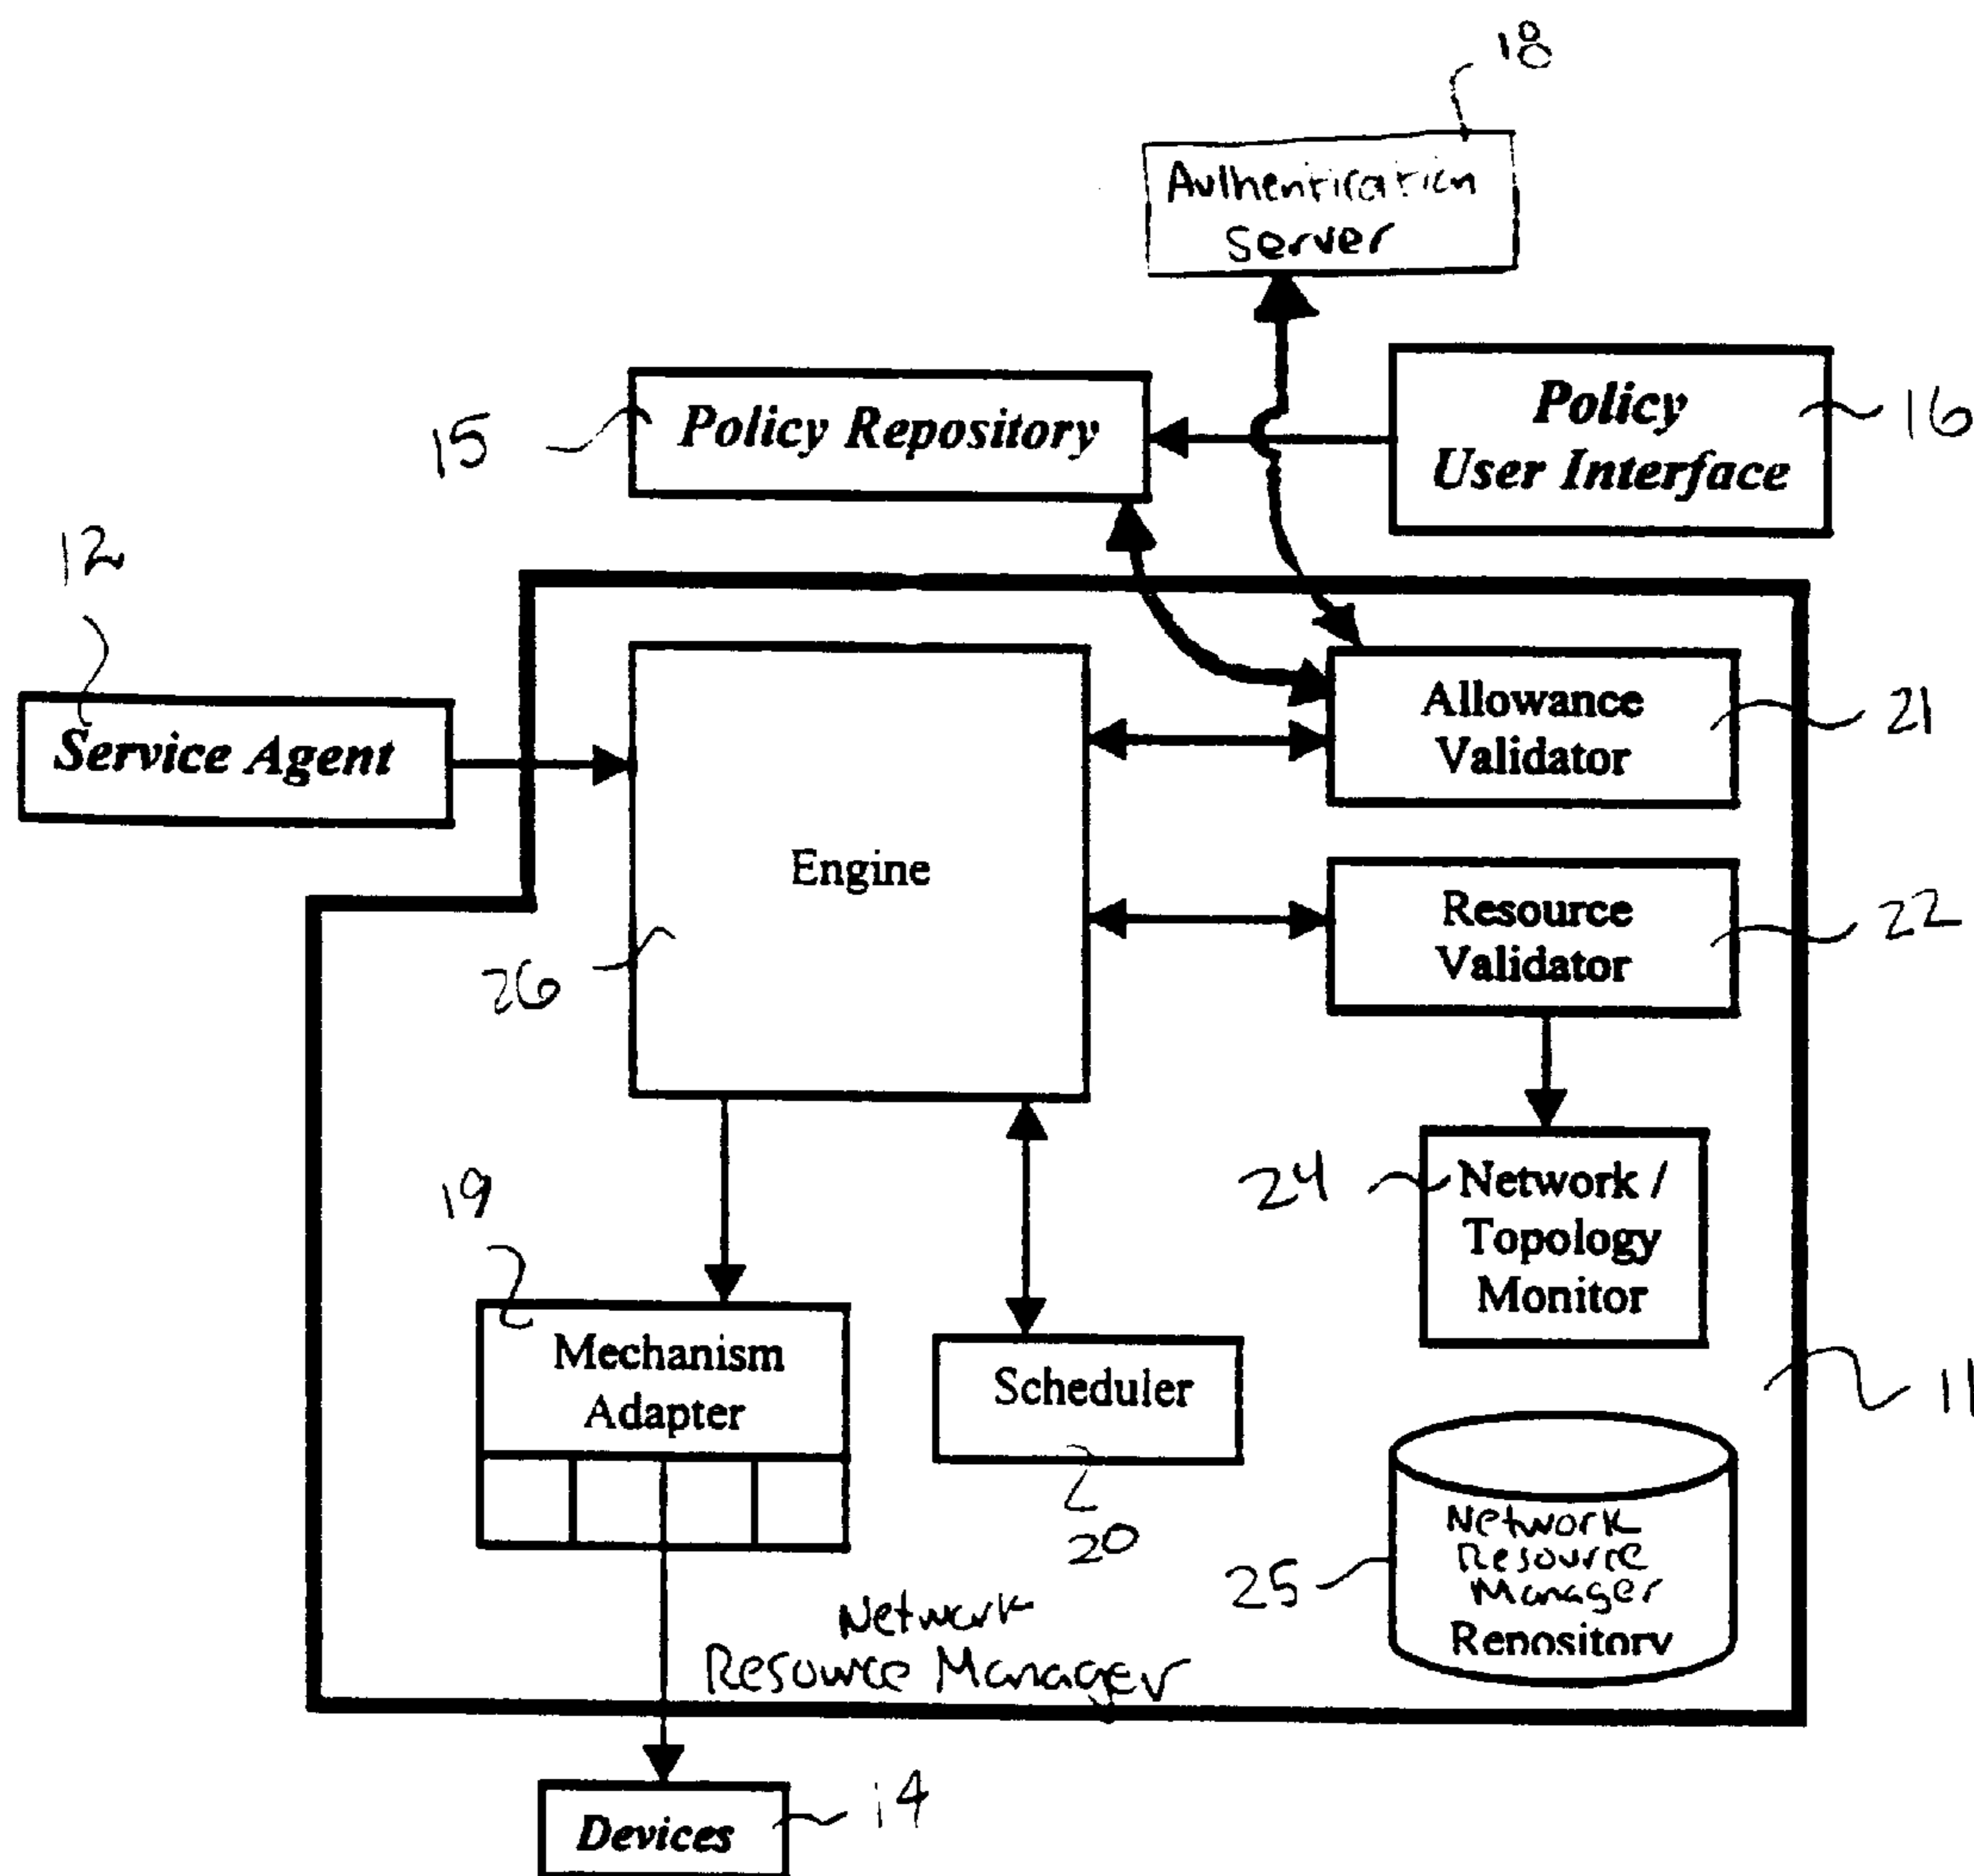 18
Authentication
Server
15
Policy Repository
Policy
User Interface
16
12
Service Agent
Engine
26
Allowance
Validator
21
Resource
Validator
22
24
Network /
Topology
Monitor
19
Mechanism
Adapter
Scheduler
20
11
25
Network
Resource
Manager
Repository
Network
Resource Manager
Devices
14